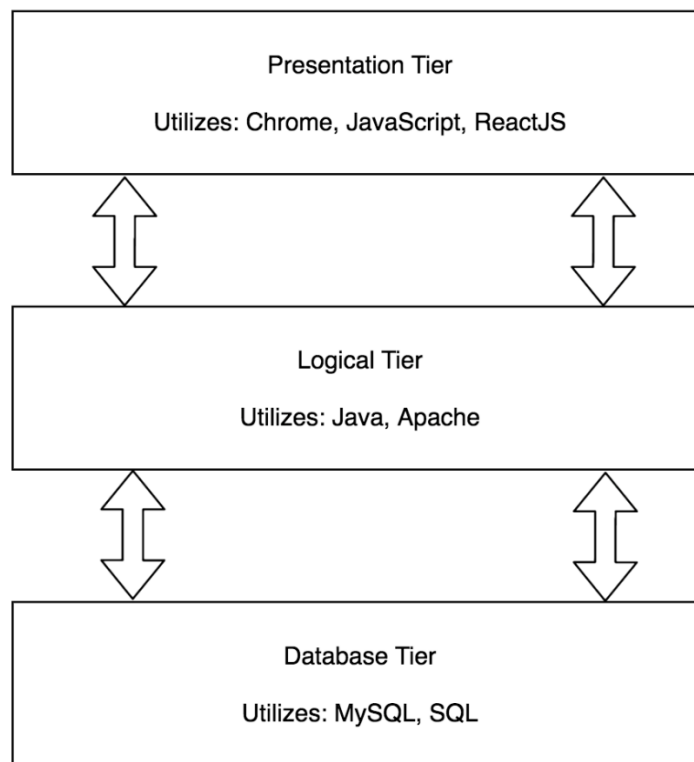 Presentation Tier
Utilizes: Chrome, JavaScript, ReactJS
Logical Tier
Utilizes: Java, Apache
Database Tier
Utilizes: MySQL, SQL